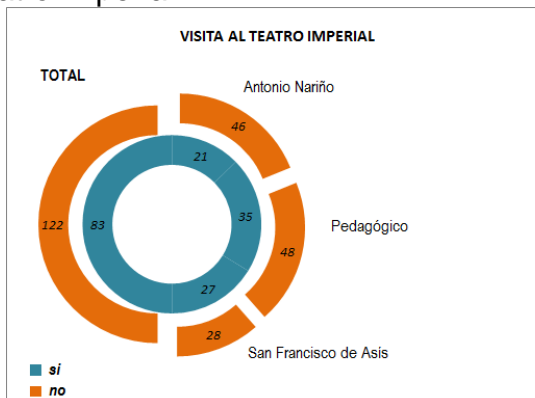 VISITA AL TEATRO IMPERIAL
TOTAL
Antonio Nariño
46
21
122
83
35
Pedagógico
48
27
28
San Francisco de Asís
si
no